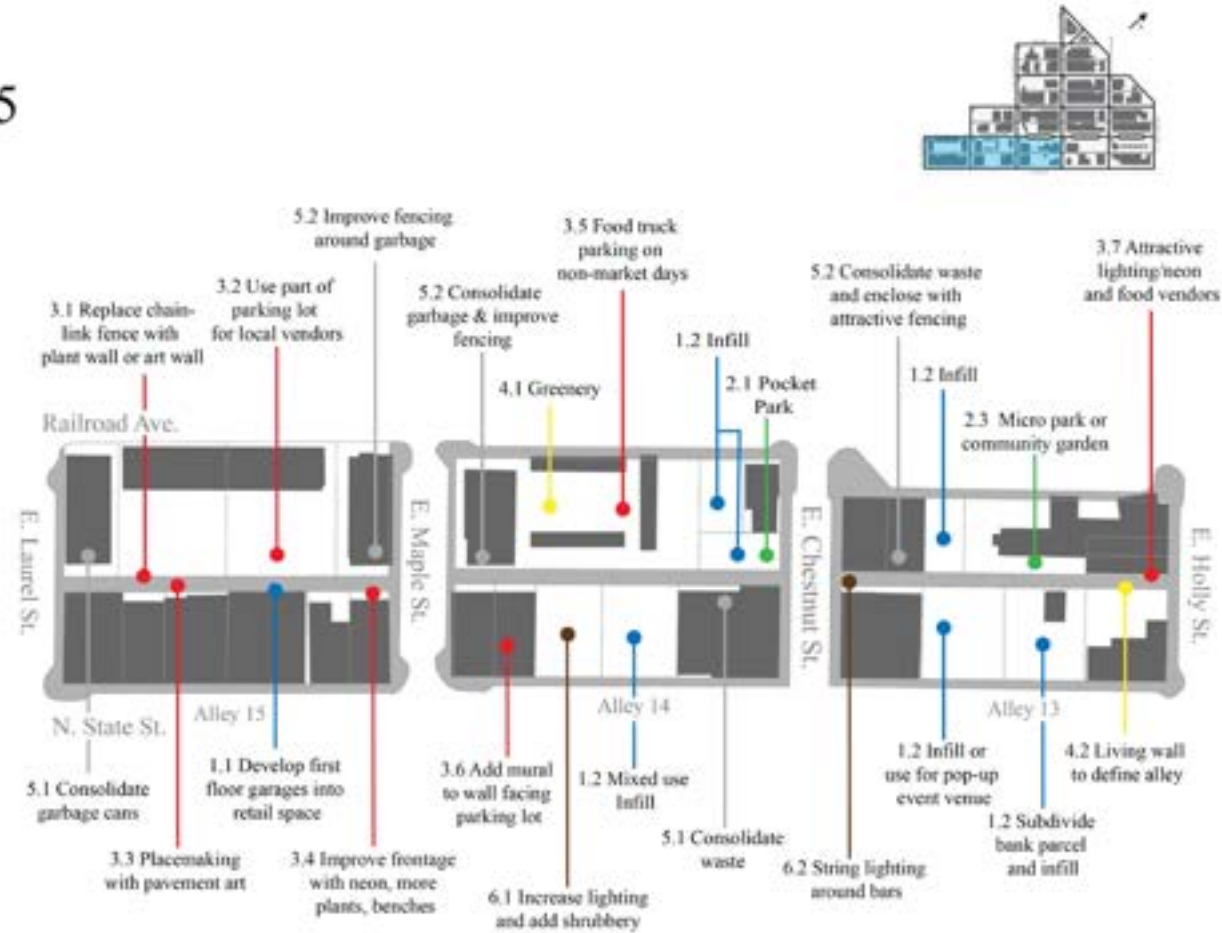 5
5.2 Improve fencing
around garbage
3.5 Food truck
parking on
non-market days
3.7 Attractive
lighting/neon
and food vendors
3.1 Replace chain-
link fence with
plant wall or art wall
3.2 Use part of
parking lot
for local vendors
5.2 Consolidate
garbage & improve
fencing
5.2 Consolidate waste
and enclose with
attractive fencing
4.1 Greenery
1.2 Infill
2.1 Pocket
Park
1.2 Infill
2.3 Micro park or
community garden
Railroad Ave.
E. Laurel St.
E. Maple St.
E. Chestnut St.
E. Holly St.
N. State St.
Alley 15
Alley 14
Alley 13
5.1 Consolidate
garbage cans
1.1 Develop first
floor garages into
retail space
3.6 Add mural
to wall facing
parking lot
1.2 Mixed use
Infill
1.2 Infill or
use for pop-up
event venue
4.2 Living wall
to define alley
3.3 Placemaking
with pavement art
3.4 Improve frontage
with neon, more
plants, benches
5.1 Consolidate
waste
1.2 Subdivide
bank parcel
and infill
6.1 Increase lighting
and add shrubbery
6.2 String lighting
around bars